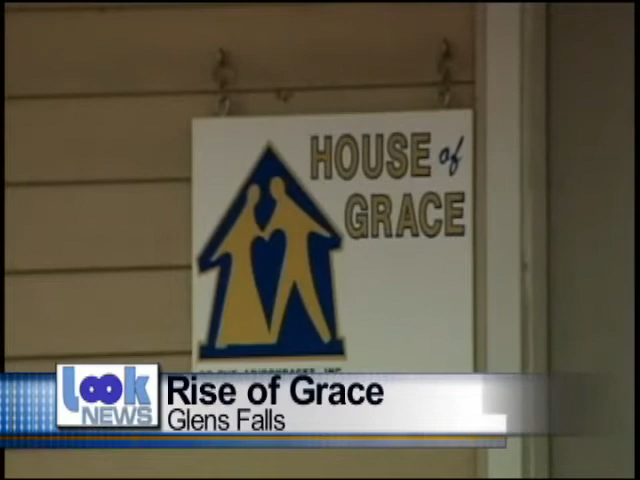 HOUSE of
GRACE
look
NEWS
Rise of Grace
Glens Falls